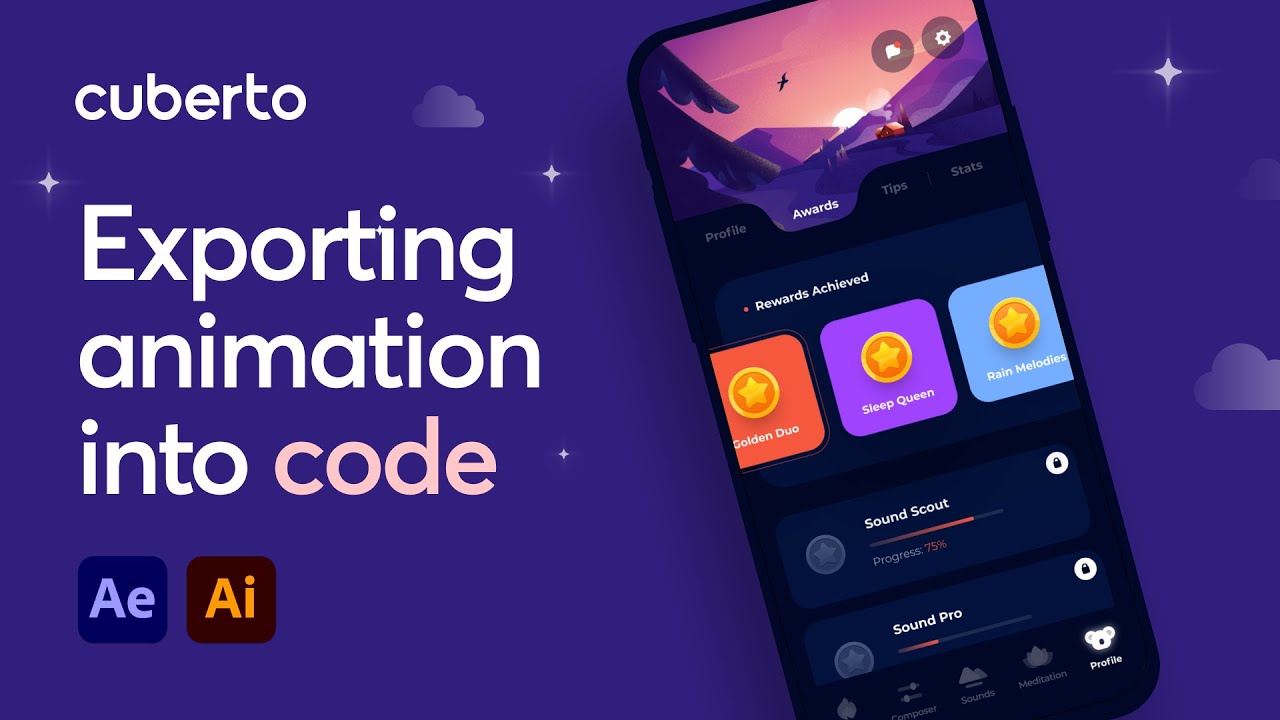 cuberto
Exporting
animation
into code
Ae Ai
Profile
Awards
Tips
Stats
Rewards Achieved
Golden Duo
Sleep Queen
Rain Melodies
Sound Scout
Progress: 75%
Sound Pro
Composer
Sounds
Meditation
Profile